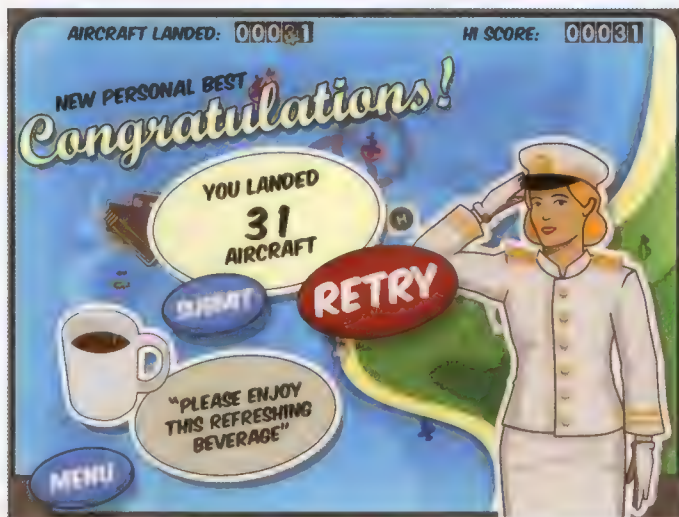 AIRCRAFT LANDED: 00031
HI SCORE: 00031
NEW PERSONAL BEST
Congratulations!
YOU LANDED
31
AIRCRAFT
H
SUBMIT
RETRY
"PLEASE ENJOY
THIS REFRESHING
BEVERAGE"
MENU